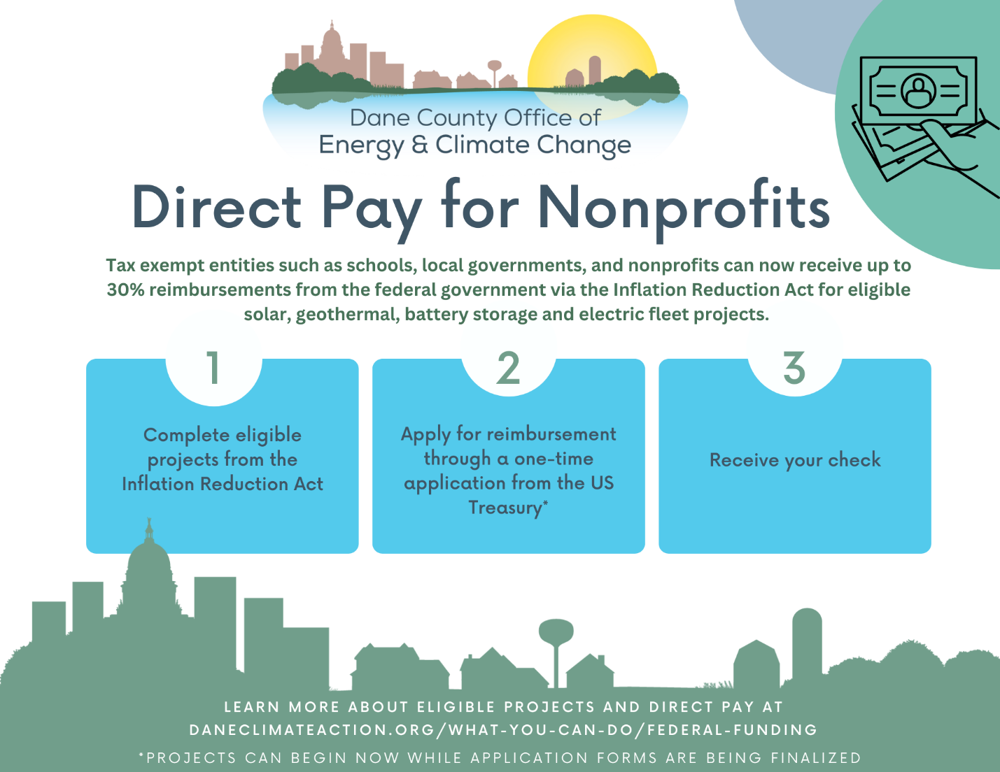 Dane County Office of
Energy & Climate Change
Direct Pay for Nonprofits
Tax exempt entities such as schools, local governments, and nonprofits can now receive up to
30% reimbursements from the federal government via the Inflation Reduction Act for eligible
solar, geothermal, battery storage and electric fleet projects.
1
Complete eligible
projects from the
Inflation Reduction Act
2
Apply for reimbursement
through a one-time
application from the US
Treasury*
3
Receive your check
LEARN MORE ABOUT ELIGIBLE PROJECTS AND DIRECT PAY AT
DANECLIMATEACTION.ORG/WHAT-YOU-CAN-DO/FEDERAL-FUNDING
*PROJECTS CAN BEGIN NOW WHILE APPLICATION FORMS ARE BEING FINALIZED